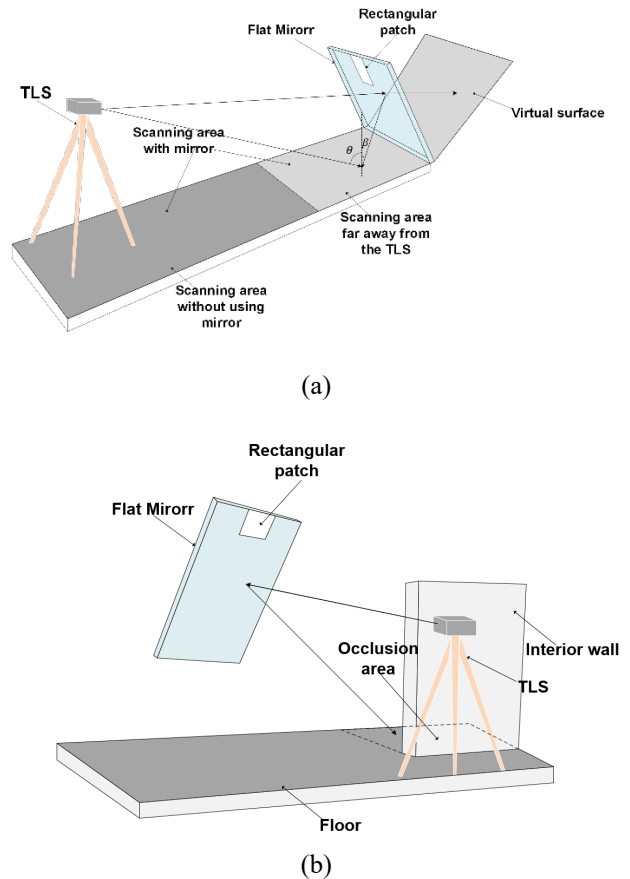 Rectangular
patch
Flat Mirorr
TLS
Virtual surface
Scanning area
with mirror
θ
β
Scanning area
far away from
the TLS
Scanning area
without using
mirror
(a)
Rectangular
patch
Flat Mirorr
Occlusion
area
Interior wall
TLS
Floor
(b)